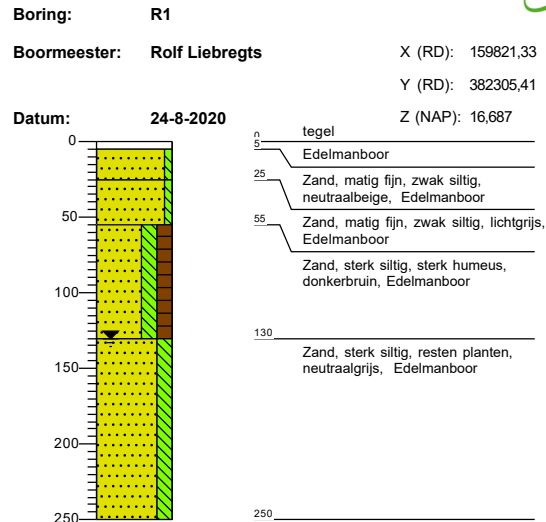 Boring: R1
Boormeester: Rolf Liebregts
X (RD): 159821,33
Y (RD): 382305,41
Datum: 24-8-2020
Z (NAP): 16,687
0
0
tegel
5
Edelmanboor
25
Zand, matig fijn, zwak siltig,
neutraalbeige, Edelmanboor
50
55
Zand, matig fijn, zwak siltig, lichtgrijs,
Edelmanboor
Zand, sterk siltig, sterk humeus,
donkerbruin, Edelmanboor
100
130
Zand, sterk siltig, resten planten,
neutraalgrijs, Edelmanboor
150
200
250
250